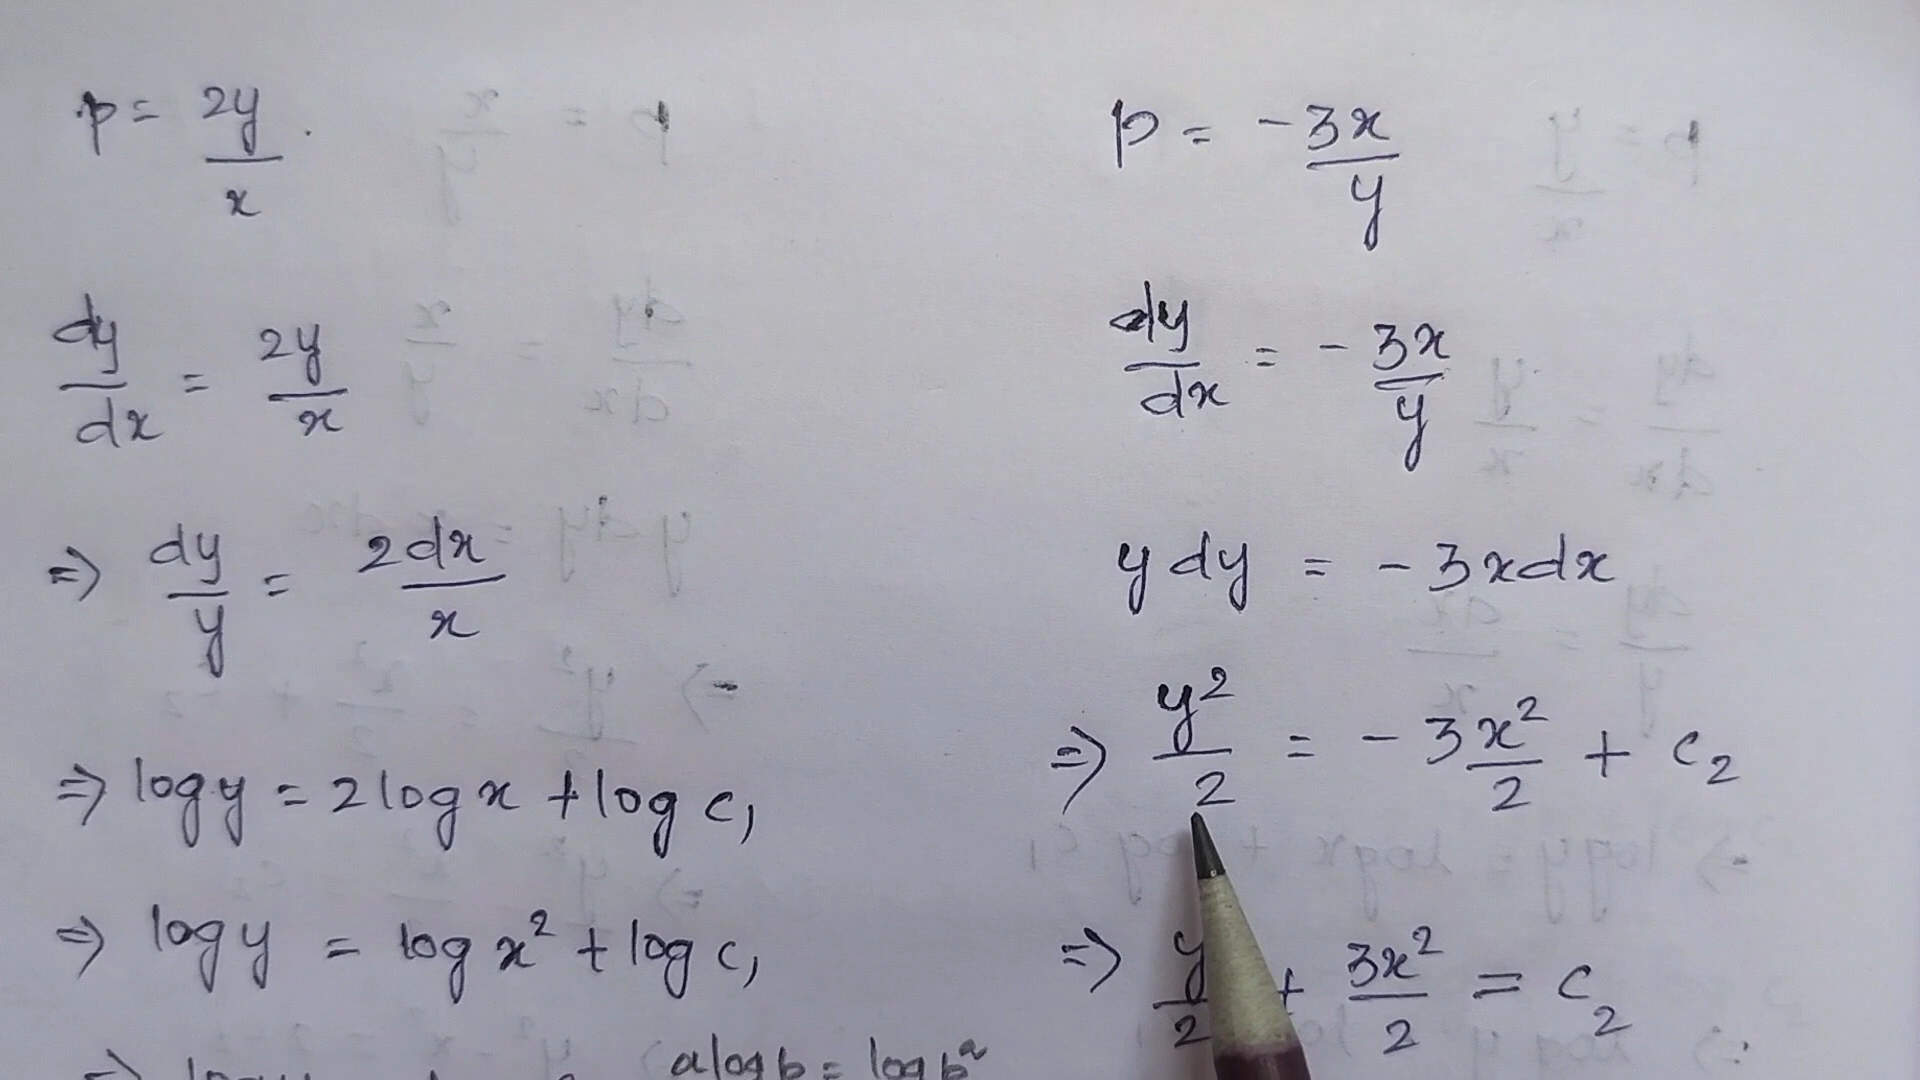 p = 2y/x .
dy/dx = 2y/x
⇒ dy/y = 2dx/x
⇒ log y = 2 log x + log c₁
⇒ log y = log x² + log c₁
a log b = log bᵃ
p = -3x/y
dy/dx = -3x/y
y dy = -3x dx
⇒ y²/2 = -3x²/2 + c₂
⇒ y/2 + 3x²/2 = c₂